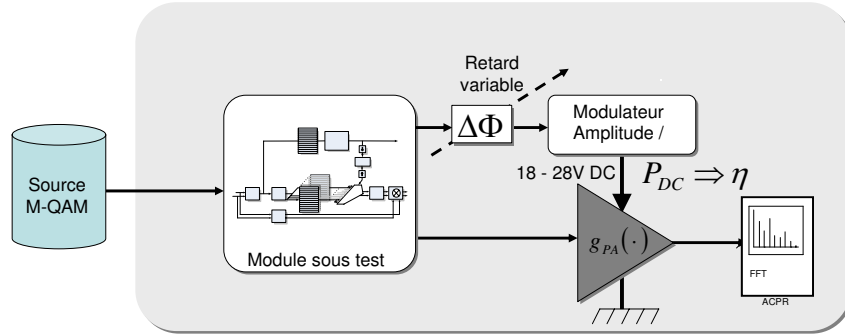 Retard
variable
ΔΦ
Modulateur
Amplitude /
Source
M-QAM
18 - 28V DC
P_DC ⇒ η
g_PA(·)
Module sous test
FFT
ACPR